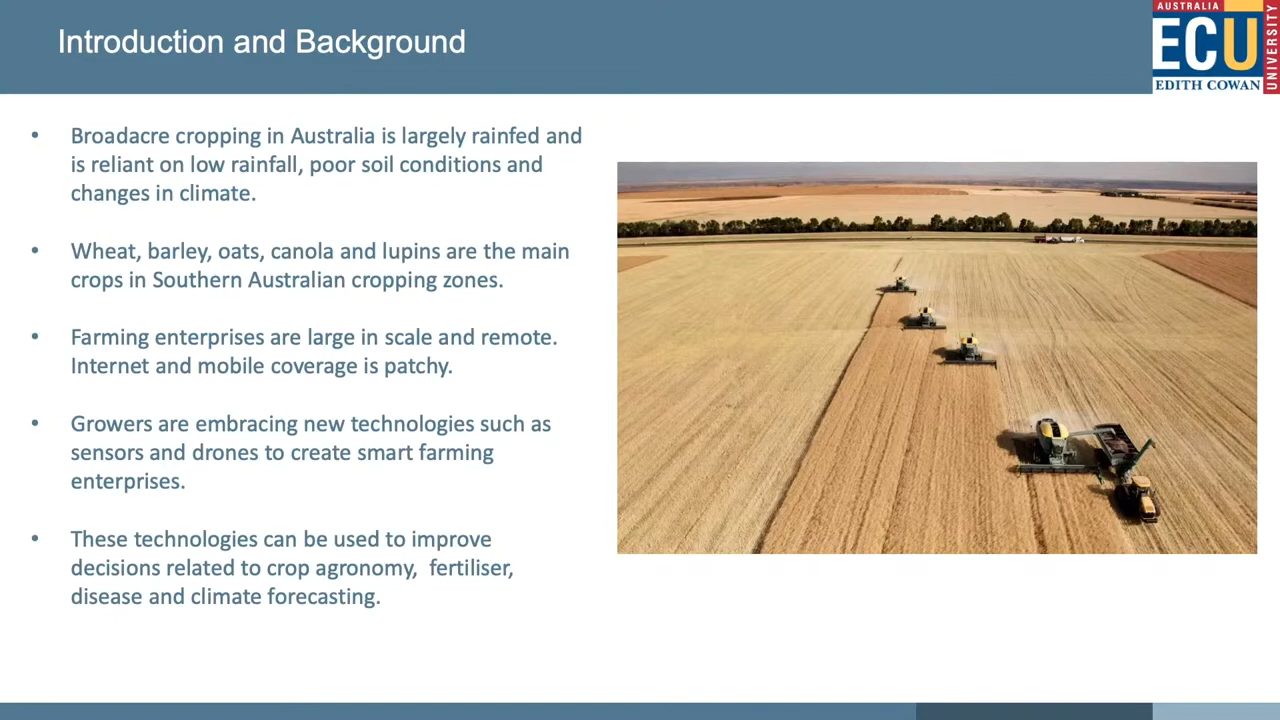 Introduction and Background
AUSTRALIA
ECU
EDITH COWAN
UNIVERSITY
• Broadacre cropping in Australia is largely rainfed and
is reliant on low rainfall, poor soil conditions and
changes in climate.
• Wheat, barley, oats, canola and lupins are the main
crops in Southern Australian cropping zones.
• Farming enterprises are large in scale and remote.
Internet and mobile coverage is patchy.
• Growers are embracing new technologies such as
sensors and drones to create smart farming
enterprises.
• These technologies can be used to improve
decisions related to crop agronomy,  fertiliser,
disease and climate forecasting.